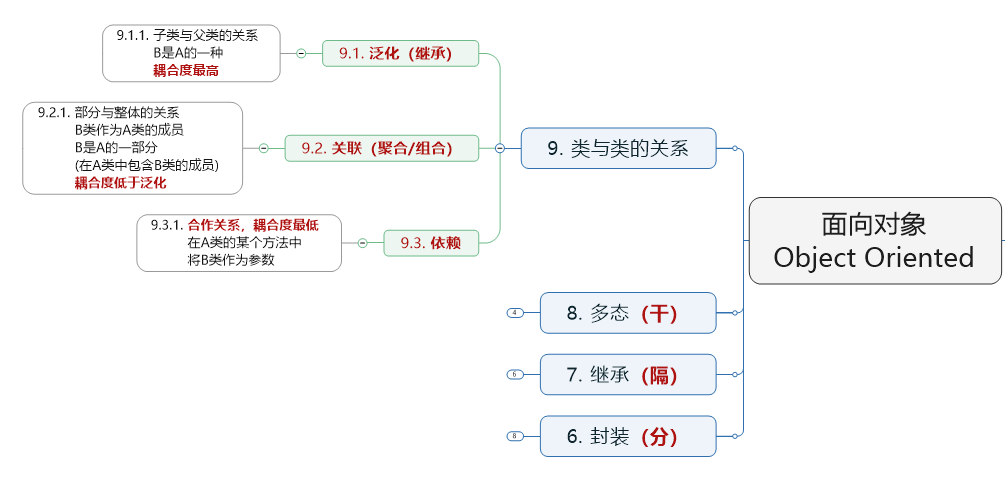 面向对象
Object Oriented
9. 类与类的关系
9.1. 泛化（继承）
9.1.1. 子类与父类的关系
B是A的一种
耦合度最高
9.2. 关联（聚合/组合）
9.2.1. 部分与整体的关系
B类作为A类的成员
B是A的一部分
(在A类中包含B类的成员)
耦合度低于泛化
9.3. 依赖
9.3.1. 合作关系，耦合度最低
在A类的某个方法中
将B类作为参数
8. 多态（干）
4
7. 继承（隔）
6
6. 封装（分）
8